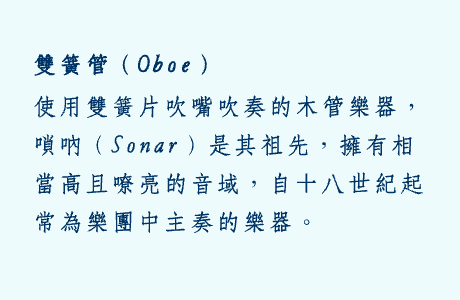 雙簧管（Oboe）
使用雙簧片吹嘴吹奏的木管樂器，
嗩吶（Sonar）是其祖先，擁有相
當高且嘹亮的音域，自十八世紀起
常為樂團中主奏的樂器。